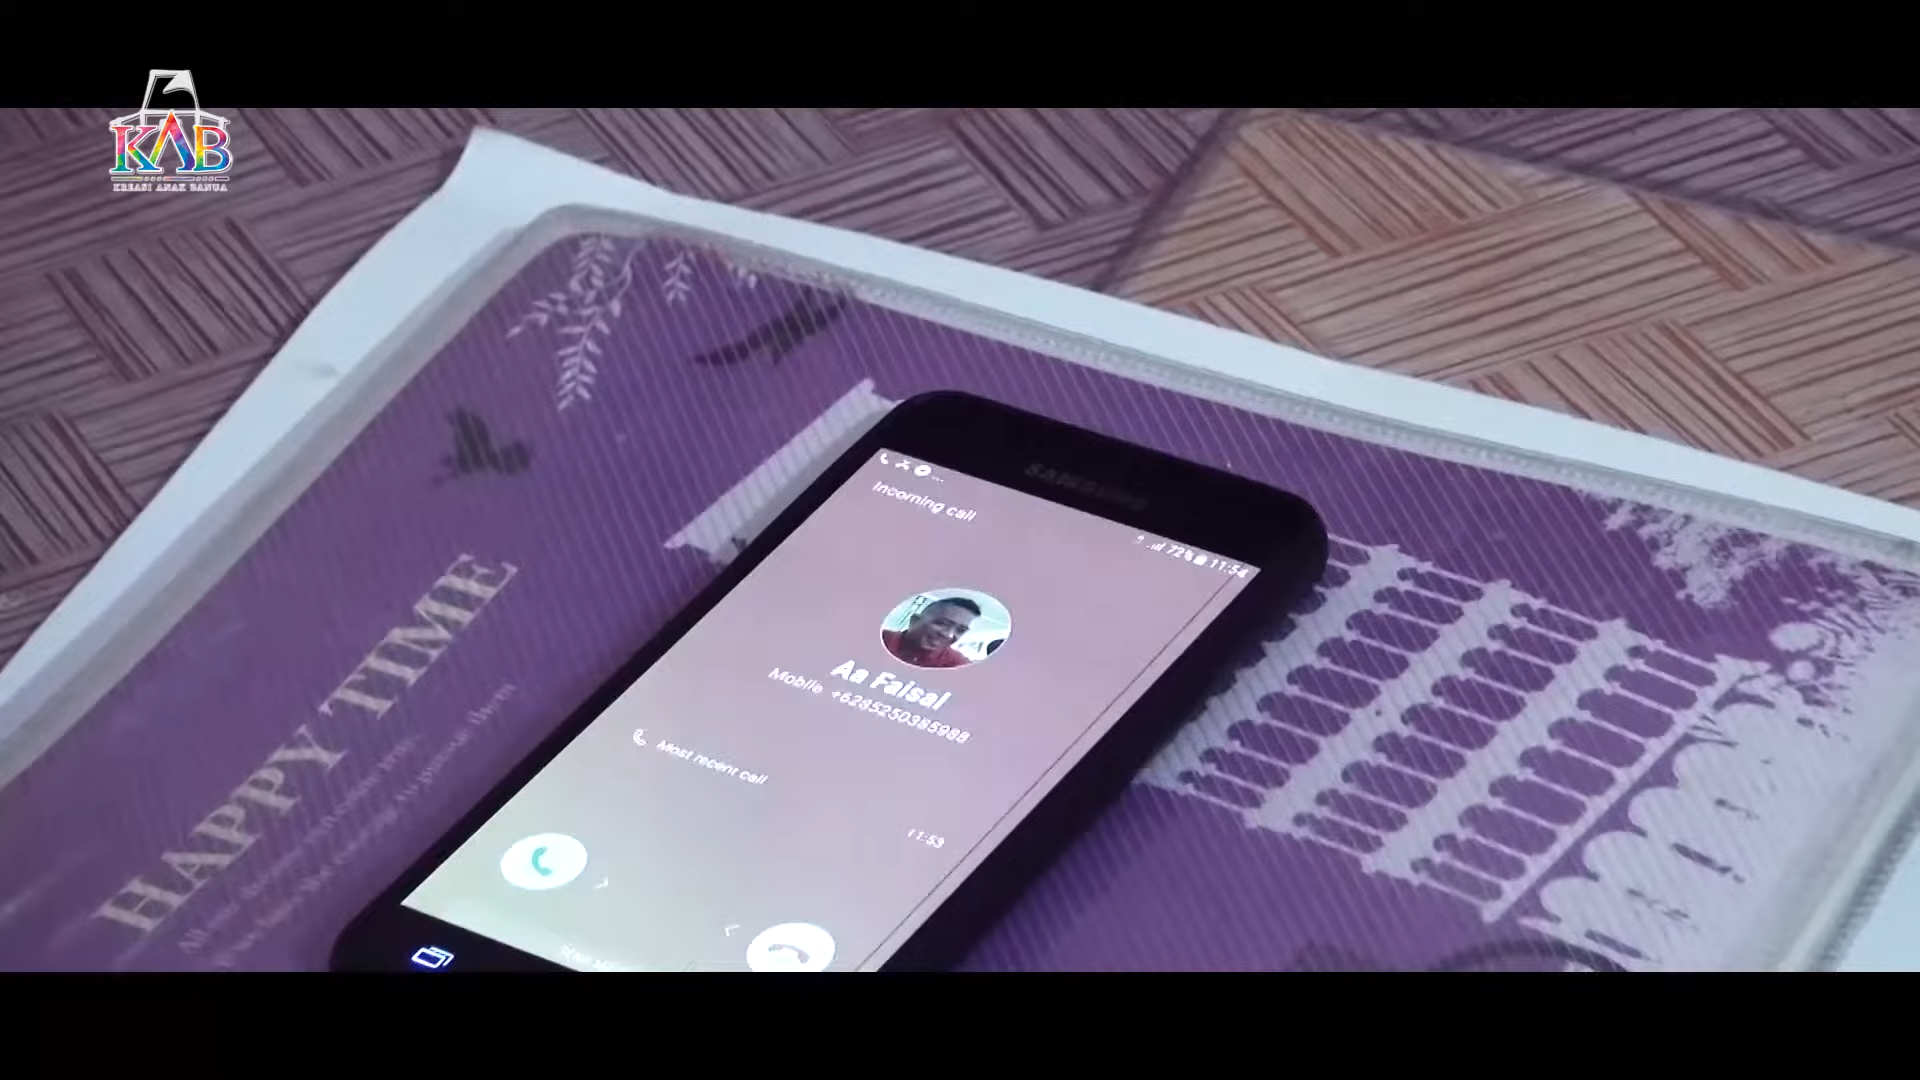 KAB
KREASI ANAK BANUA
SAMSUNG
Incoming call
72% 11:54
Aa Faisal
Mobile +6285250385988
Most recent call
11:53
HAPPY TIME